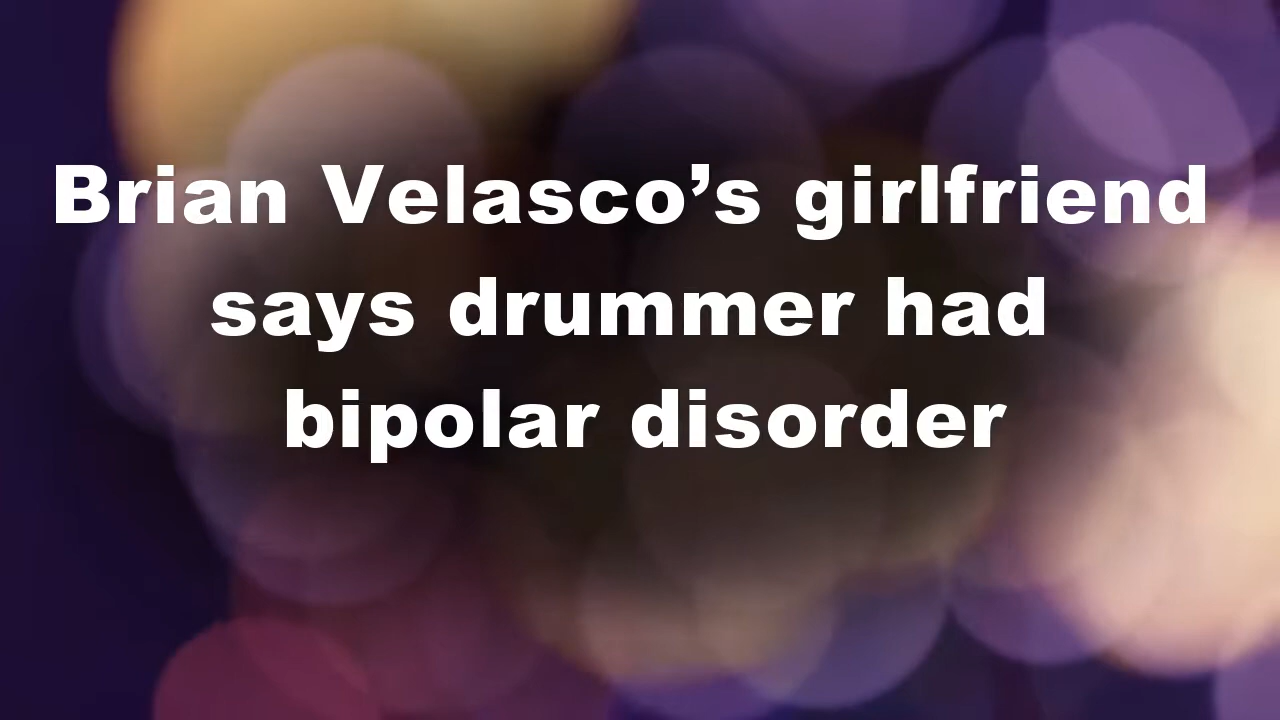 Brian Velasco’s girlfriend
says drummer had
bipolar disorder